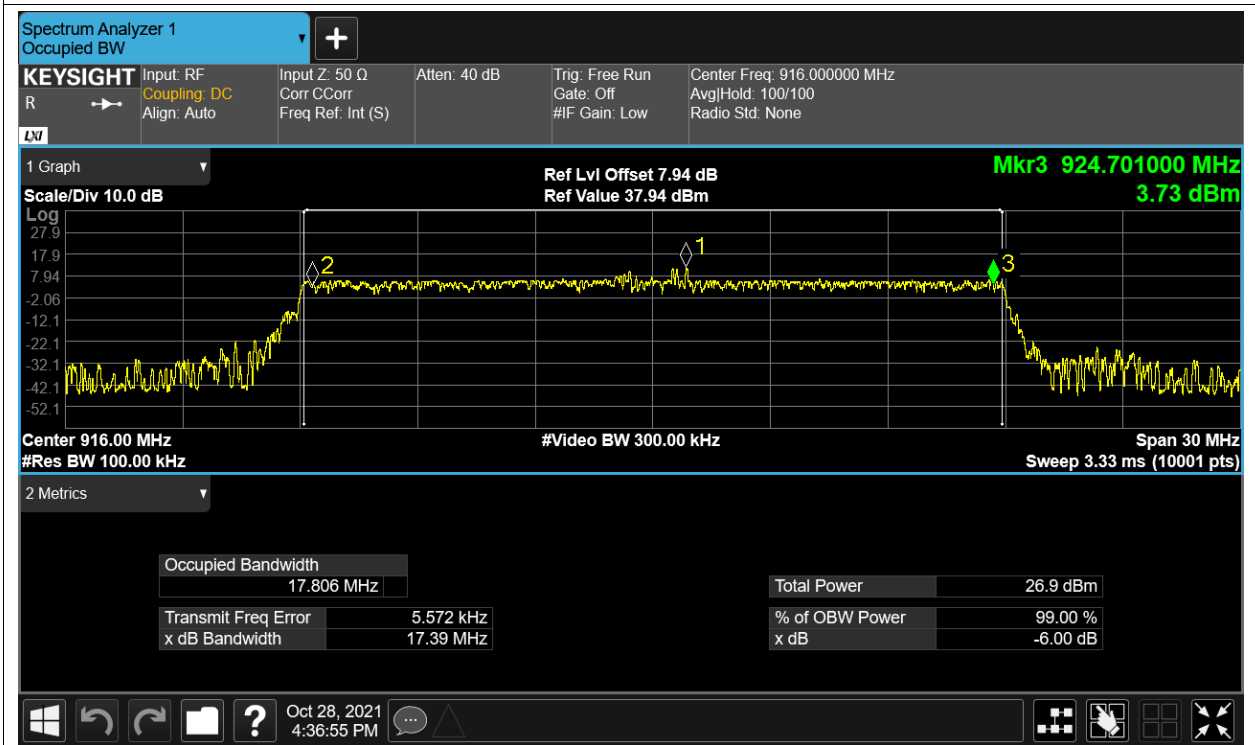 Spectrum Analyzer 1
Occupied BW
KEYSIGHT
R
LXI
Input: RF
Coupling: DC
Align: Auto
Input Z: 50 Ω
Corr CCorr
Freq Ref: Int (S)
Atten: 40 dB
Trig: Free Run
Gate: Off
#IF Gain: Low
Center Freq: 916.000000 MHz
Avg|Hold: 100/100
Radio Std: None
1 Graph
Scale/Div 10.0 dB
Ref Lvl Offset 7.94 dB
Ref Value 37.94 dBm
Mkr3 924.701000 MHz
3.73 dBm
Log
27.9
17.9
7.94
-2.06
-12.1
-22.1
-32.1
-42.1
-52.1
2
1
3
Center 916.00 MHz
#Res BW 100.00 kHz
#Video BW 300.00 kHz
Span 30 MHz
Sweep 3.33 ms (10001 pts)
2 Metrics
Occupied Bandwidth
17.806 MHz
Transmit Freq Error 5.572 kHz
x dB Bandwidth 17.39 MHz
Total Power 26.9 dBm
% of OBW Power 99.00 %
x dB -6.00 dB
?
Oct 28, 2021
4:36:55 PM